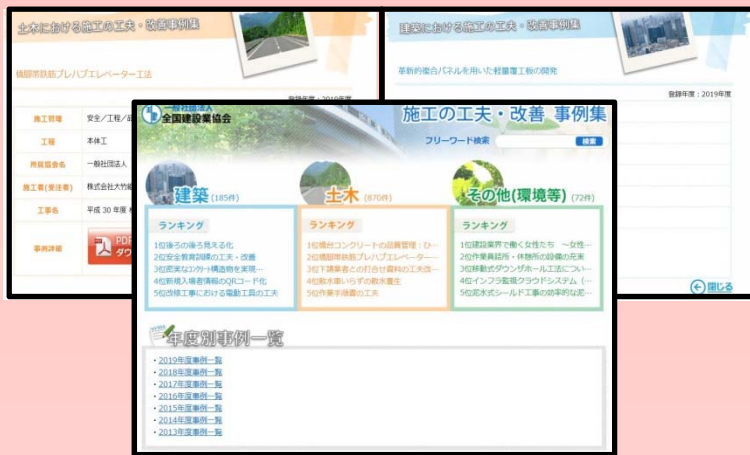 土木における施工の工夫・改善事例集
橋脚帯鉄筋プレハブエレベーター工法
登録年度：2019年度
施工管理
安全／工程／品
工種
本体工
所属協会名
一般社団法人
施工者(受注者)
株式会社大竹組
工事名
平成 30 年度
事例詳細
PDF
ダウ
建築における施工の工夫・改善事例集
革新的複合パネルを用いた軽量覆工板の開発
登録年度：2019年度
閉じる
一般社団法人
全国建設業協会
施工の工夫・改善 事例集
フリーワード検索
検索
建築 (185件)
ランキング
1位後ろの後ろ見える化
2位安全教育訓練の工夫・改善
3位密実なコンクリート構造物を実現…
4位新規入場者情報のQRコード化
5位改修工事における電動工具の工夫
土木 (870件)
ランキング
1位橋台コンクリートの品質管理：ひ…
2位橋脚帯鉄筋プレハブエレベーター…
3位下請業者との打合せ資料の工夫改…
4位散水車いらずの散水養生
5位作業手順書の工夫
その他(環境等) (72件)
ランキング
1位建設業界で働く女性たち ～女性…
2位作業員詰所・休憩所の設備の充実
3位移動式ダウンザホール工法につい…
4位インフラ監視クラウドシステム（…
5位泥水式シールド工事の効率的な泥…
年度別事例一覧
・2019年度事例一覧
・2018年度事例一覧
・2017年度事例一覧
・2016年度事例一覧
・2015年度事例一覧
・2014年度事例一覧
・2013年度事例一覧